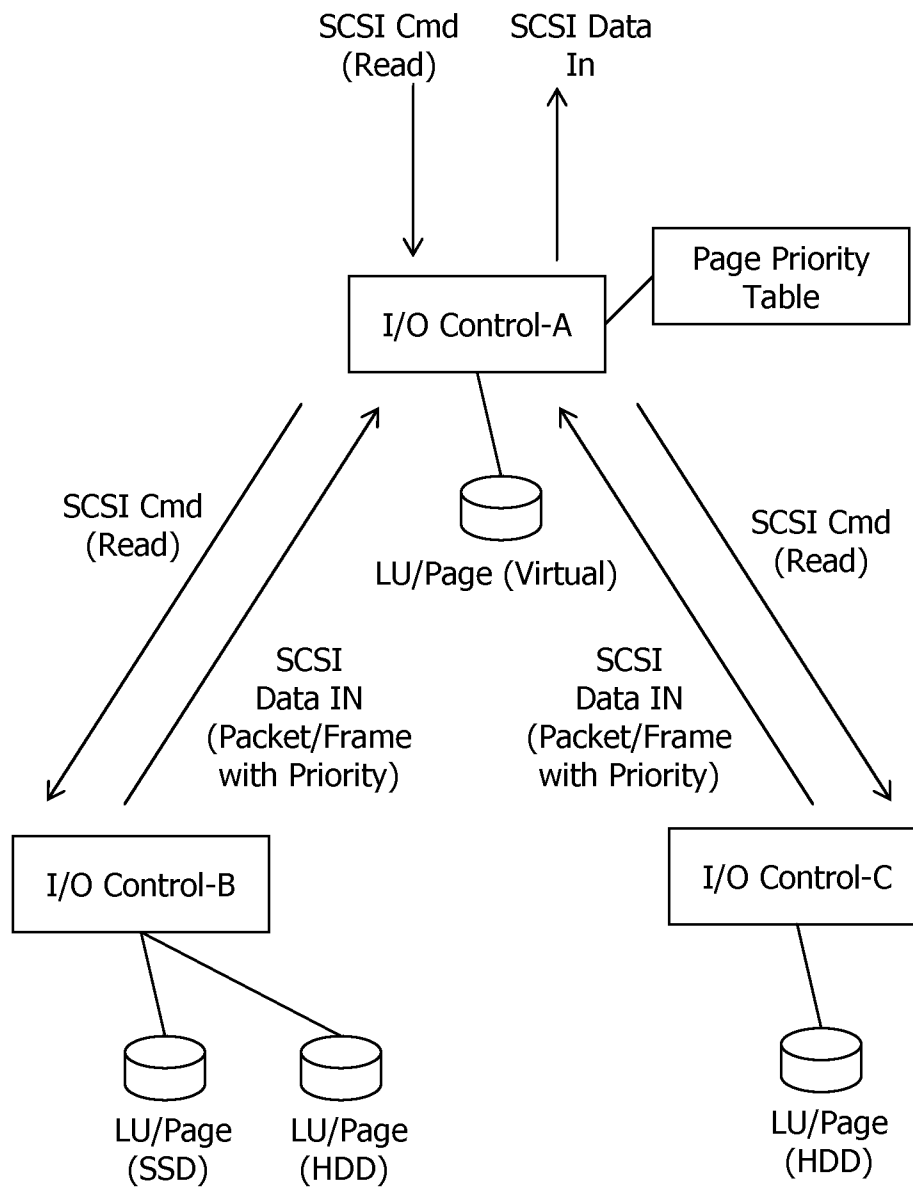 SCSI Cmd
(Read)
SCSI Data
In
Page Priority
Table
I/O Control-A
SCSI Cmd
(Read)
LU/Page (Virtual)
SCSI Cmd
(Read)
SCSI
Data IN
(Packet/Frame
with Priority)
SCSI
Data IN
(Packet/Frame
with Priority)
I/O Control-B
I/O Control-C
LU/Page
(SSD)
LU/Page
(HDD)
LU/Page
(HDD)